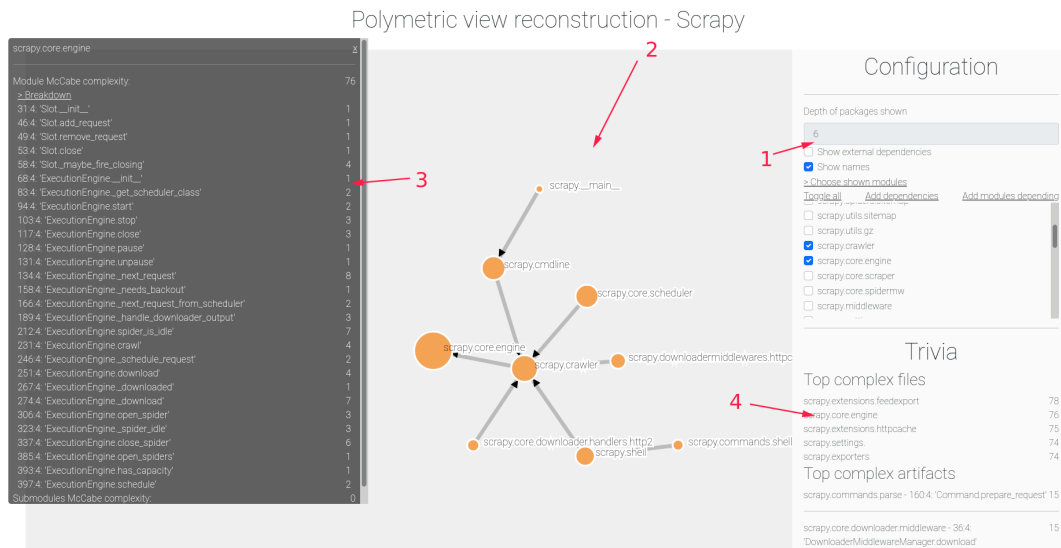 Polymetric view reconstruction - Scrapy
scrapy.core.engine x
Module McCabe complexity: 76
> Breakdown
31:4: 'Slot.__init__' 1
46:4: 'Slot.add_request' 1
49:4: 'Slot.remove_request' 1
53:4: 'Slot.close' 1
58:4: 'Slot._maybe_fire_closing' 4
68:4: 'ExecutionEngine.__init__' 1
83:4: 'ExecutionEngine._get_scheduler_class' 2
94:4: 'ExecutionEngine.start' 2
103:4: 'ExecutionEngine.stop' 3
117:4: 'ExecutionEngine.close' 3
128:4: 'ExecutionEngine.pause' 1
131:4: 'ExecutionEngine.unpause' 1
134:4: 'ExecutionEngine._next_request' 8
158:4: 'ExecutionEngine._needs_backout' 1
166:4: 'ExecutionEngine._next_request_from_scheduler' 2
189:4: 'ExecutionEngine._handle_downloader_output' 3
212:4: 'ExecutionEngine.spider_is_idle' 7
231:4: 'ExecutionEngine.crawl' 4
246:4: 'ExecutionEngine._schedule_request' 2
251:4: 'ExecutionEngine.download' 4
267:4: 'ExecutionEngine._downloaded' 1
274:4: 'ExecutionEngine._download' 7
306:4: 'ExecutionEngine.open_spider' 3
323:4: 'ExecutionEngine._spider_idle' 3
337:4: 'ExecutionEngine.close_spider' 6
385:4: 'ExecutionEngine.open_spiders' 1
393:4: 'ExecutionEngine.has_capacity' 1
397:4: 'ExecutionEngine.schedule' 2
Submodules McCabe complexity: 0
3
2
scrapy.__main__
scrapy.cmdline
scrapy.core.scheduler
scrapy.core.engine
scrapy.crawler
scrapy.downloadermiddlewares.httpc
scrapy.core.downloader.handlers.http2
scrapy.shell
scrapy.commands.shell
Configuration
Depth of packages shown
6
1
Show external dependencies
Show names
> Choose shown modules
Toggle all Add dependencies Add modules depending
scrapy.utils.sitemap
scrapy.utils.gz
scrapy.crawler
scrapy.core.engine
scrapy.core.scraper
scrapy.core.spidermw
scrapy.middleware
Trivia
Top complex files
scrapy.extensions.feedexport 78
4
scrapy.core.engine 76
scrapy.extensions.httpcache 75
scrapy.settings. 74
scrapy.exporters 74
Top complex artifacts
scrapy.commands.parse - 160:4: 'Command.prepare_request' 15
scrapy.core.downloader.middleware - 36:4: 15
'DownloaderMiddlewareManager.download'